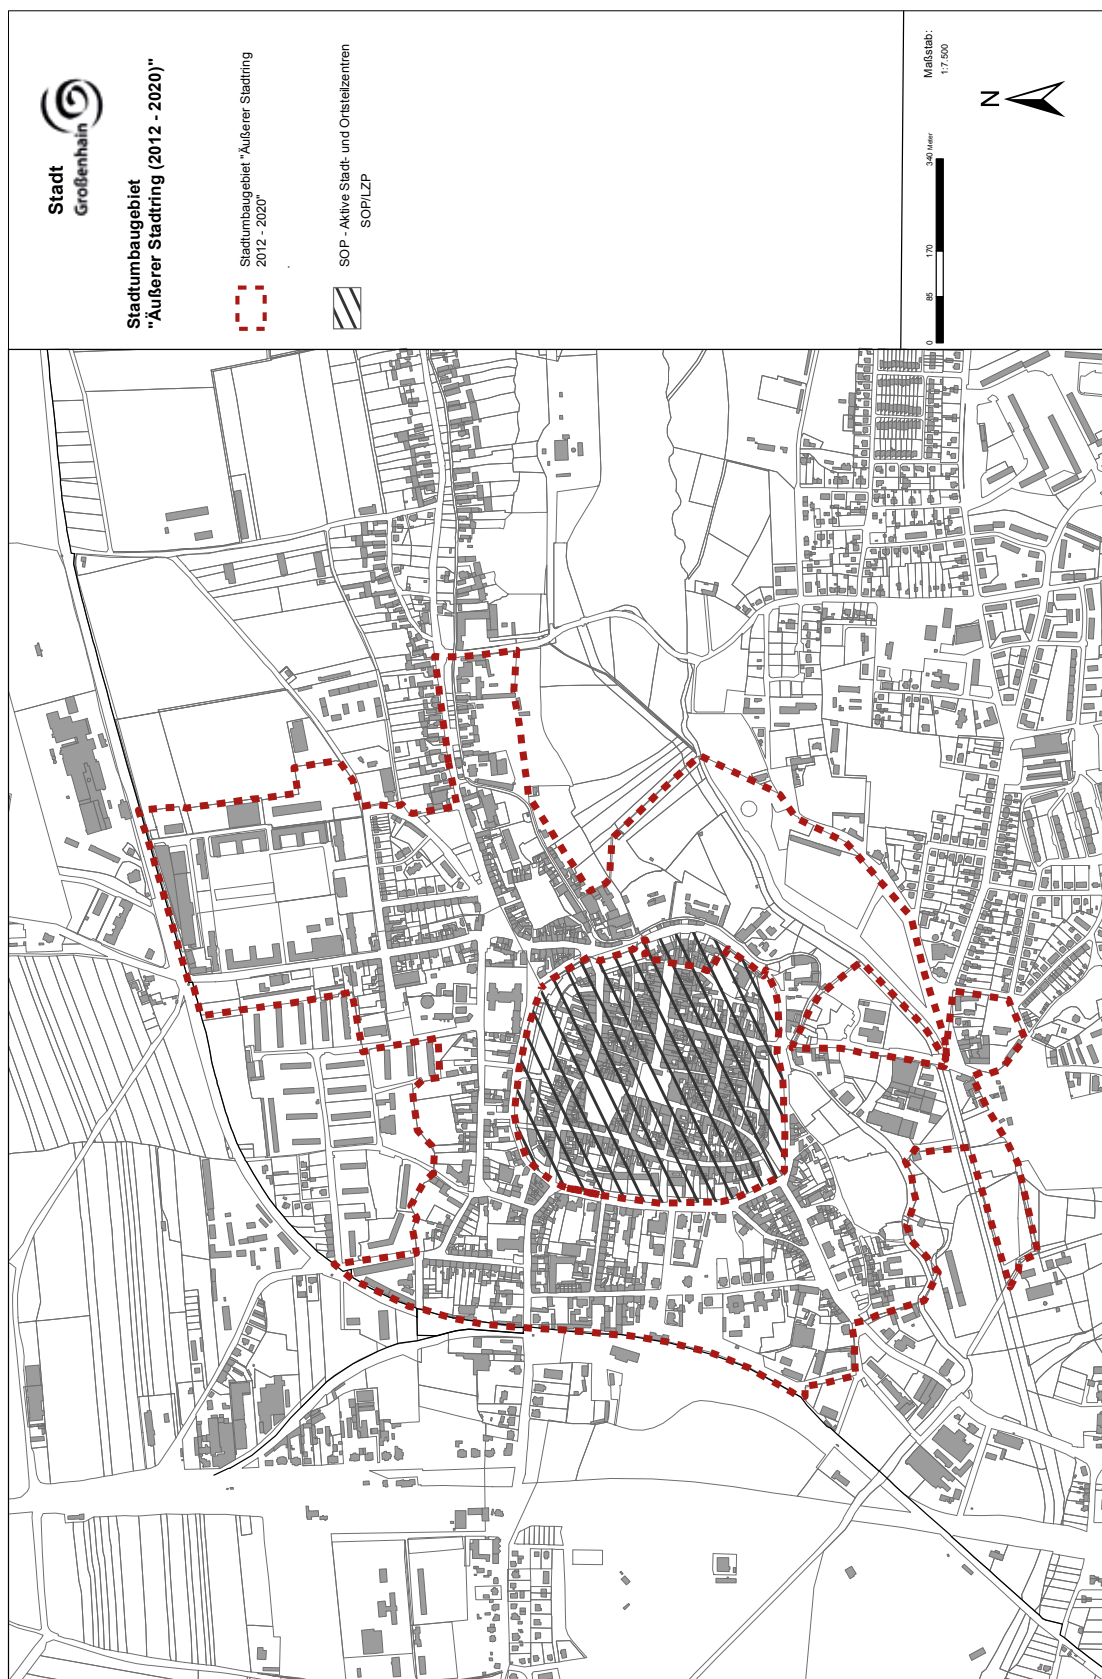 Stadt
Großenhain
Stadtumbaugebiet
"Äußerer Stadtring (2012 - 2020)"
Stadtumbaugebiet "Äußerer Stadtring
2012 - 2020"
.
SOP - Aktive Stadt- und Ortsteilzentren
SOP/LZP
Maßstab:
1:7.500
0 85 170 340 Meter
N